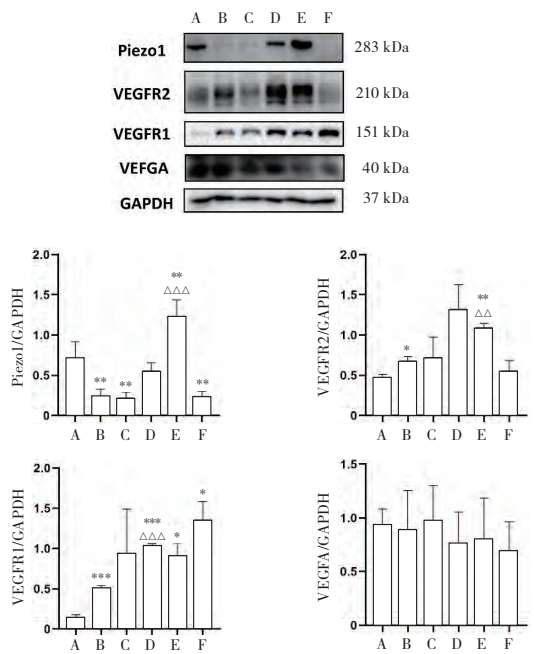 A B C D E F
Piezo1 283 kDa
VEGFR2 210 kDa
VEGFR1 151 kDa
VEFGA 40 kDa
GAPDH 37 kDa
Piezo1/GAPDH
2.0
1.5
1.0
0.5
0
** ** ** △△△ **
A B C D E F
VEGFR2/GAPDH
2.0
1.5
1.0
0.5
0
* ** △△
A B C D E F
VEGFR1/GAPDH
2.0
1.5
1.0
0.5
0
*** *** △△△ * *
A B C D E F
VEGFA/GAPDH
1.5
1.0
0.5
0
A B C D E F